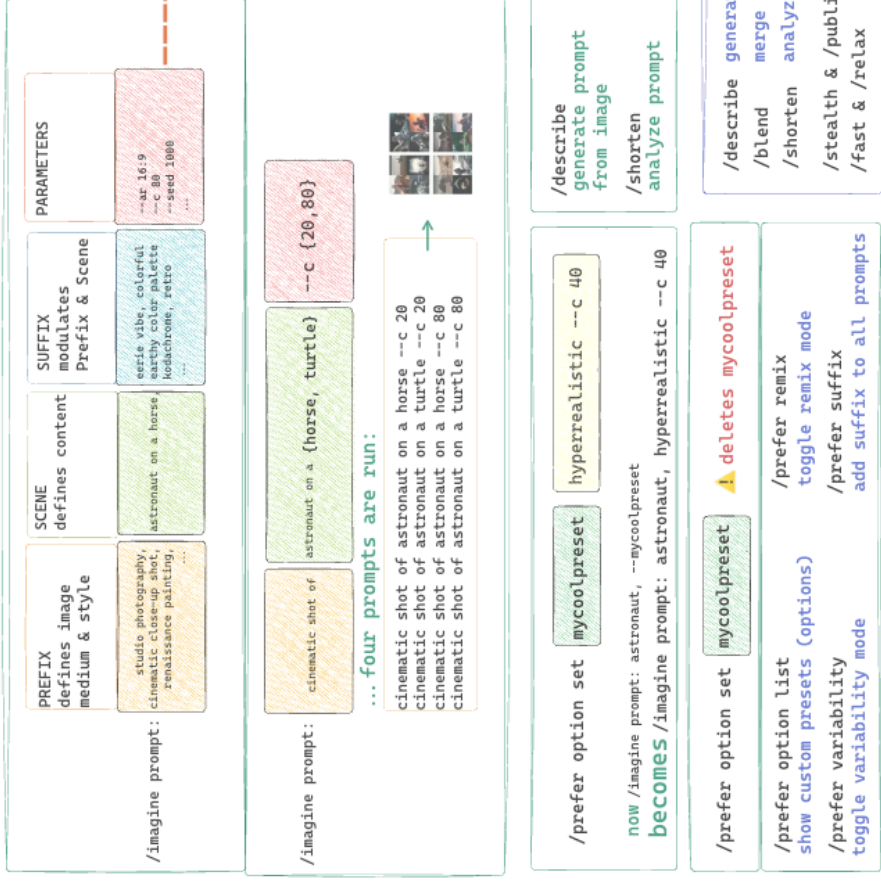 PREFIX
defines image
medium & style
SCENE
defines content
SUFFIX
modulates
Prefix & Scene
PARAMETERS
/imagine prompt:
studio photography,
cinematic close-up shot,
renaissance painting,
...
astronaut on a horse,
eerie vibe, colorful
earthy color palette
kodachrome, retro
...
--ar 16:9
--c 80
--seed 1000
...
/imagine prompt:
cinematic shot of
astronaut on a {horse, turtle}
--c {20,80}
...four prompts are run:
cinematic shot of astronaut on a horse --c 20
cinematic shot of astronaut on a turtle --c 20
cinematic shot of astronaut on a horse --c 80
cinematic shot of astronaut on a turtle --c 80
/prefer option set mycoolpreset hyperrealistic --c 40
now /imagine prompt: astronaut, --mycoolpreset
becomes /imagine prompt: astronaut, hyperrealistic --c 40
/describe
generate prompt
from image
/shorten
analyze prompt
/prefer option set mycoolpreset ⚠ deletes mycoolpreset
/prefer option list
show custom presets (options)
/prefer variability
toggle variability mode
/prefer remix
toggle remix mode
/prefer suffix
add suffix to all prompts
/describe genera
/blend merge
/shorten analyz
/stealth & /publi
/fast & /relax